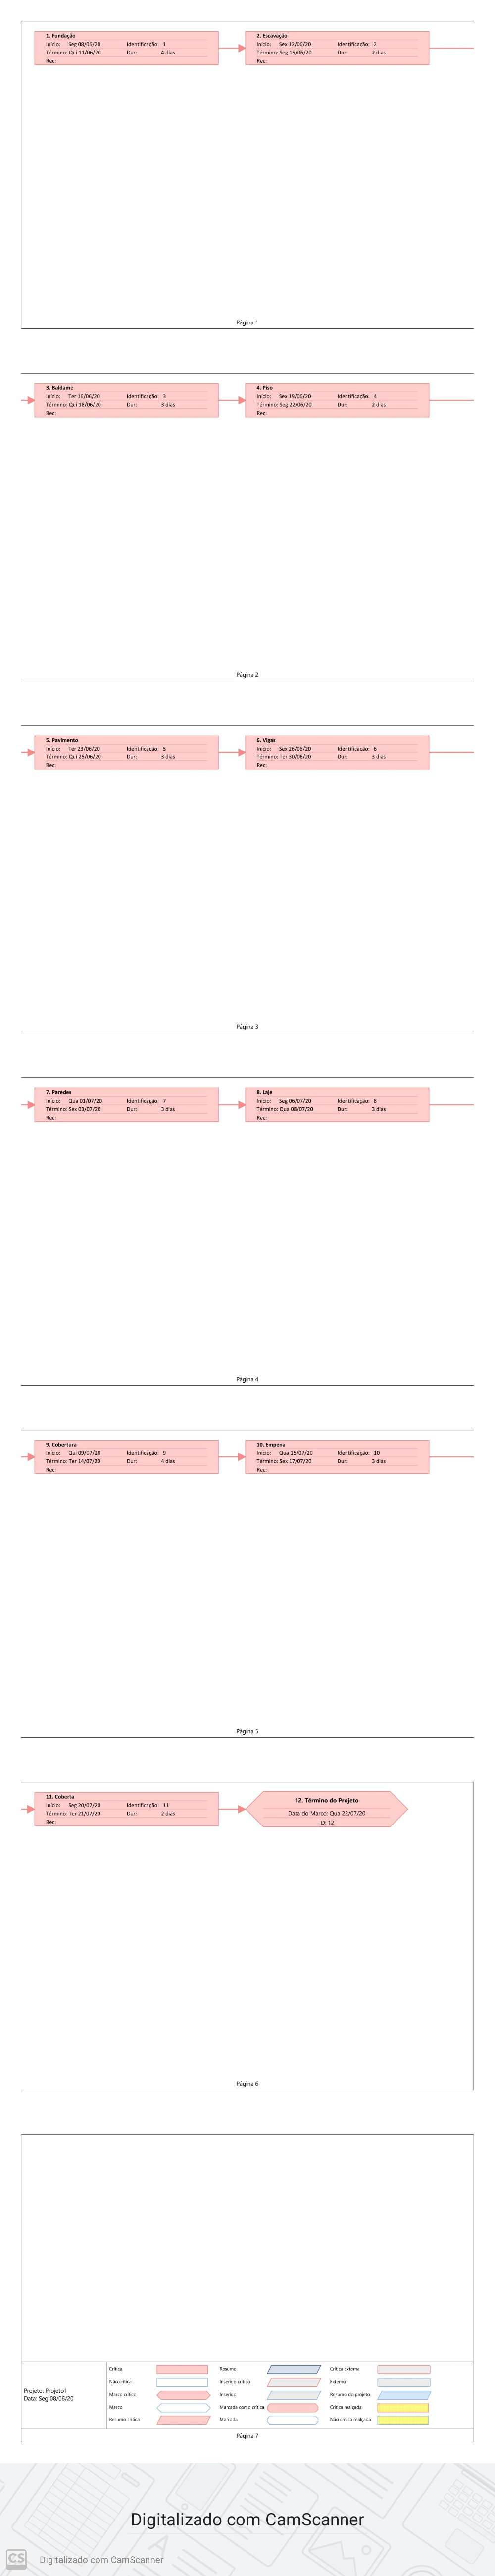 1. Fundação
Início: Seg 08/06/20 Identificação: 1
Término: Qui 11/06/20 Dur: 4 dias
Rec:
2. Escavação
Início: Sex 12/06/20 Identificação: 2
Término: Seg 15/06/20 Dur: 2 dias
Rec:
Página 1
3. Baldame
Início: Ter 16/06/20 Identificação: 3
Término: Qui 18/06/20 Dur: 3 dias
Rec:
4. Piso
Início: Sex 19/06/20 Identificação: 4
Término: Seg 22/06/20 Dur: 2 dias
Rec:
Página 2
5. Pavimento
Início: Ter 23/06/20 Identificação: 5
Término: Qui 25/06/20 Dur: 3 dias
Rec:
6. Vigas
Início: Sex 26/06/20 Identificação: 6
Término: Ter 30/06/20 Dur: 3 dias
Rec:
Página 3
7. Paredes
Início: Qua 01/07/20 Identificação: 7
Término: Sex 03/07/20 Dur: 3 dias
Rec:
8. Laje
Início: Seg 06/07/20 Identificação: 8
Término: Qua 08/07/20 Dur: 3 dias
Rec:
Página 4
9. Cobertura
Início: Qui 09/07/20 Identificação: 9
Término: Ter 14/07/20 Dur: 4 dias
Rec:
10. Empena
Início: Qua 15/07/20 Identificação: 10
Término: Sex 17/07/20 Dur: 3 dias
Rec:
Página 5
11. Coberta
Início: Seg 20/07/20 Identificação: 11
Término: Ter 21/07/20 Dur: 2 dias
Rec:
12. Término do Projeto
Data do Marco: Qua 22/07/20
ID: 12
Página 6
Projeto: Projeto1
Data: Seg 08/06/20
Crítica
Não crítica
Marco crítico
Marco
Resumo crítica
Resumo
Inserido crítico
Inserido
Marcada como crítica
Marcada
Crítica externa
Externo
Resumo do projeto
Crítica realçada
Não crítica realçada
Página 7
Digitalizado com CamScanner
CS Digitalizado com CamScanner